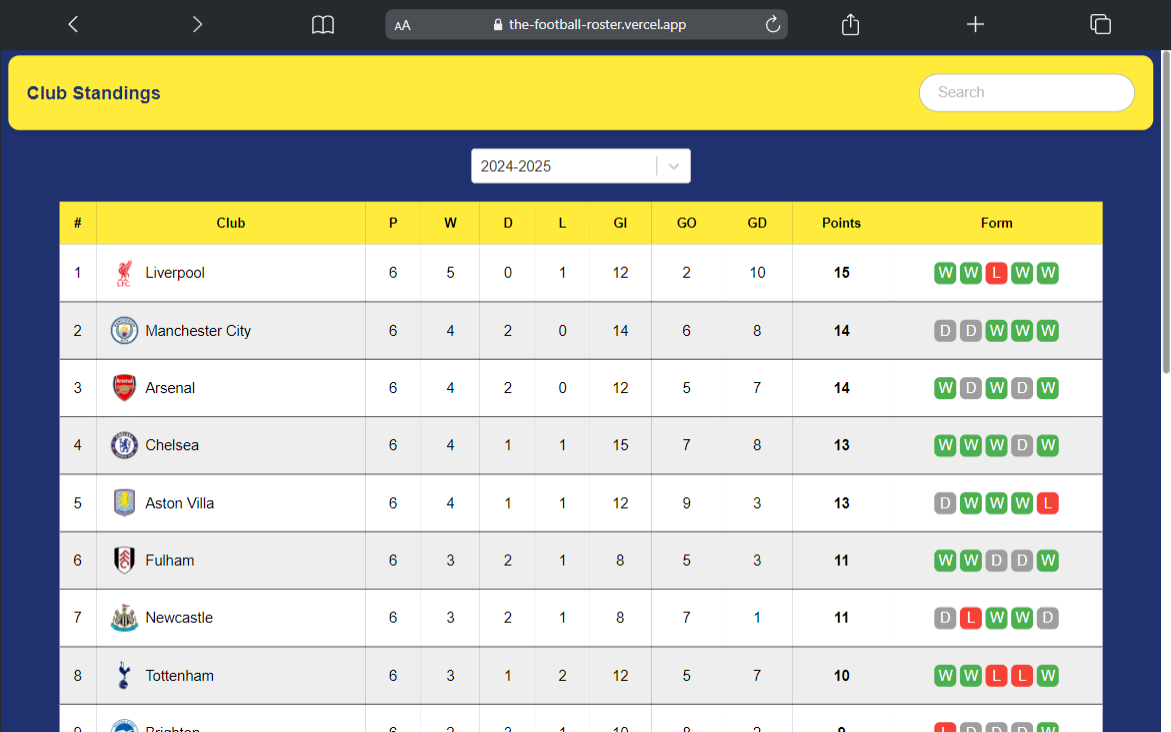 AA the-football-roster.vercel.app
Club Standings Search
2024-2025
# Club P W D L GI GO GD Points Form
1 Liverpool 6 5 0 1 12 2 10 15 W W L W W
2 Manchester City 6 4 2 0 14 6 8 14 D D W W W
3 Arsenal 6 4 2 0 12 5 7 14 W D W D W
4 Chelsea 6 4 1 1 15 7 8 13 W W W D W
5 Aston Villa 6 4 1 1 12 9 3 13 D W W W L
6 Fulham 6 3 2 1 8 5 3 11 W W D D W
7 Newcastle 6 3 2 1 8 7 1 11 D L W W D
8 Tottenham 6 3 1 2 12 5 7 10 W W L L W
9 Brighton 6 2 3 1 10 8 2 9 L D D D W